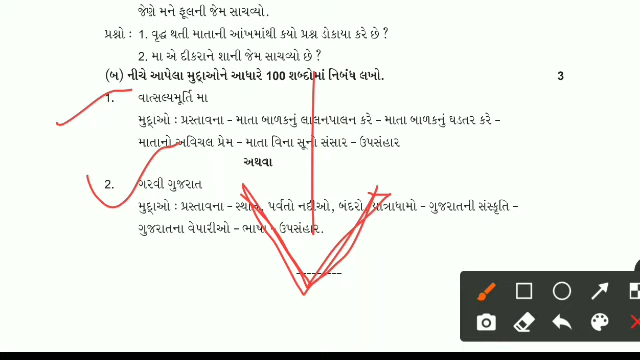 જેણે મને ફૂલની જેમ સાચવ્યો.
પ્રશ્નો : 1. વૃદ્ધ થતી માતાની આંખમાંથી કયો પ્રશ્ન ડોકાયા કરે છે ?
2. મા એ દીકરાને શાની જેમ સાચવ્યો છે ?
(બ) નીચે આપેલા મુદ્દાઓને આધારે 100 શબ્દોમાં નિબંધ લખો. 3
1. વાત્સલ્યમૂર્તિ મા
મુદ્દાઓ : પ્રસ્તાવના – માતા બાળકનું લાલનપાલન કરે – માતા બાળકનું ઘડતર કરે –
માતાનો અવિચલ પ્રેમ – માતા વિના સૂનો સંસાર – ઉપસંહાર
અથવા
2. ગરવી ગુજરાત
મુદ્દાઓ : પ્રસ્તાવના – સ્થાન, પર્વતો નદીઓ, બંદરો, યાત્રાધામો – ગુજરાતની સંસ્કૃતિ –
ગુજરાતના વેપારીઓ – ભાષા – ઉપસંહાર.
---------